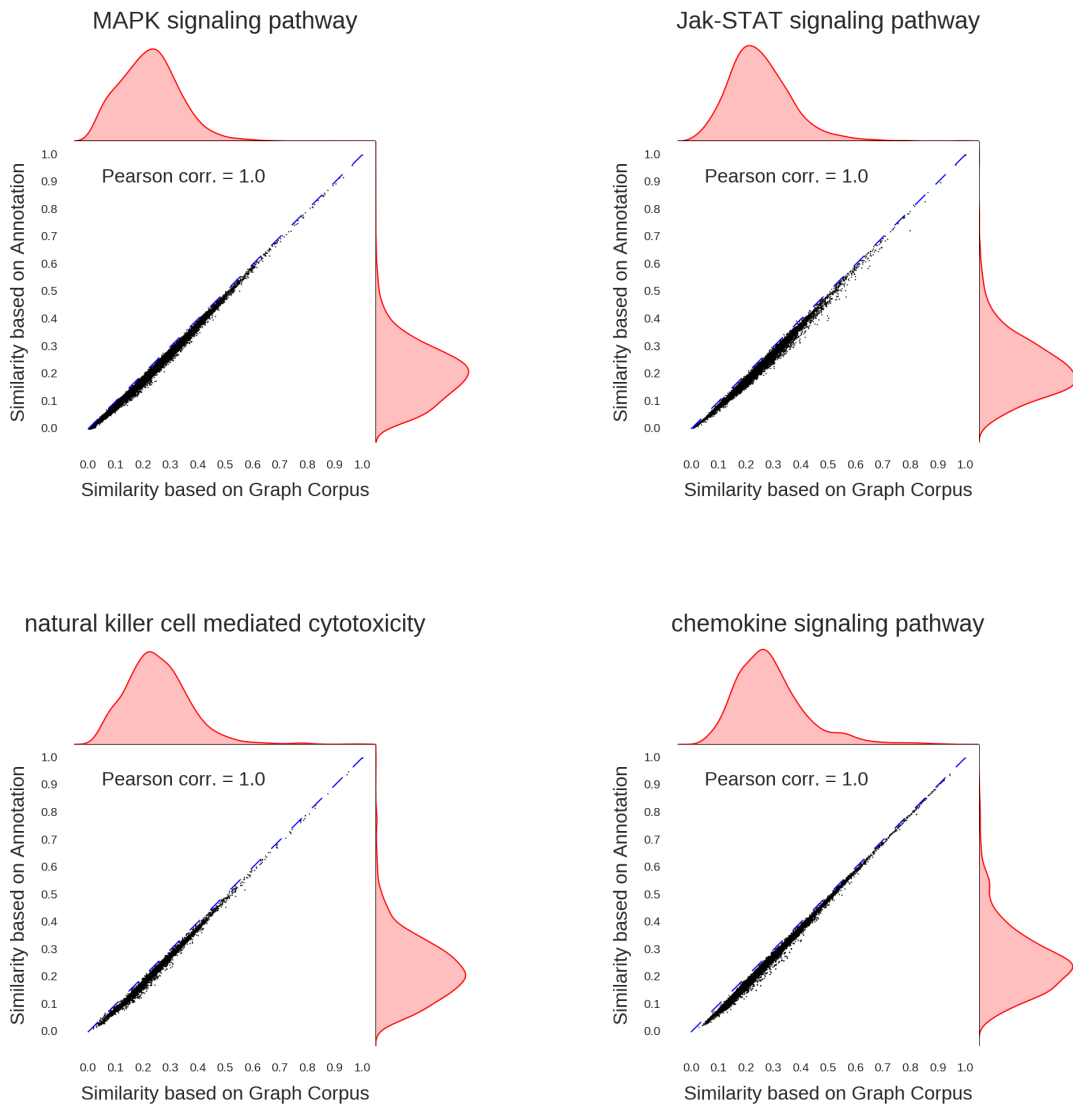 MAPK signaling pathway
Pearson corr. = 1.0
Similarity based on Annotation
1.0
0.9
0.8
0.7
0.6
0.5
0.4
0.3
0.2
0.1
0.0
0.0 0.1 0.2 0.3 0.4 0.5 0.6 0.7 0.8 0.9 1.0
Similarity based on Graph Corpus
Jak-STAT signaling pathway
Pearson corr. = 1.0
Similarity based on Annotation
1.0
0.9
0.8
0.7
0.6
0.5
0.4
0.3
0.2
0.1
0.0
0.0 0.1 0.2 0.3 0.4 0.5 0.6 0.7 0.8 0.9 1.0
Similarity based on Graph Corpus
natural killer cell mediated cytotoxicity
Pearson corr. = 1.0
Similarity based on Annotation
1.0
0.9
0.8
0.7
0.6
0.5
0.4
0.3
0.2
0.1
0.0
0.0 0.1 0.2 0.3 0.4 0.5 0.6 0.7 0.8 0.9 1.0
Similarity based on Graph Corpus
chemokine signaling pathway
Pearson corr. = 1.0
Similarity based on Annotation
1.0
0.9
0.8
0.7
0.6
0.5
0.4
0.3
0.2
0.1
0.0
0.0 0.1 0.2 0.3 0.4 0.5 0.6 0.7 0.8 0.9 1.0
Similarity based on Graph Corpus